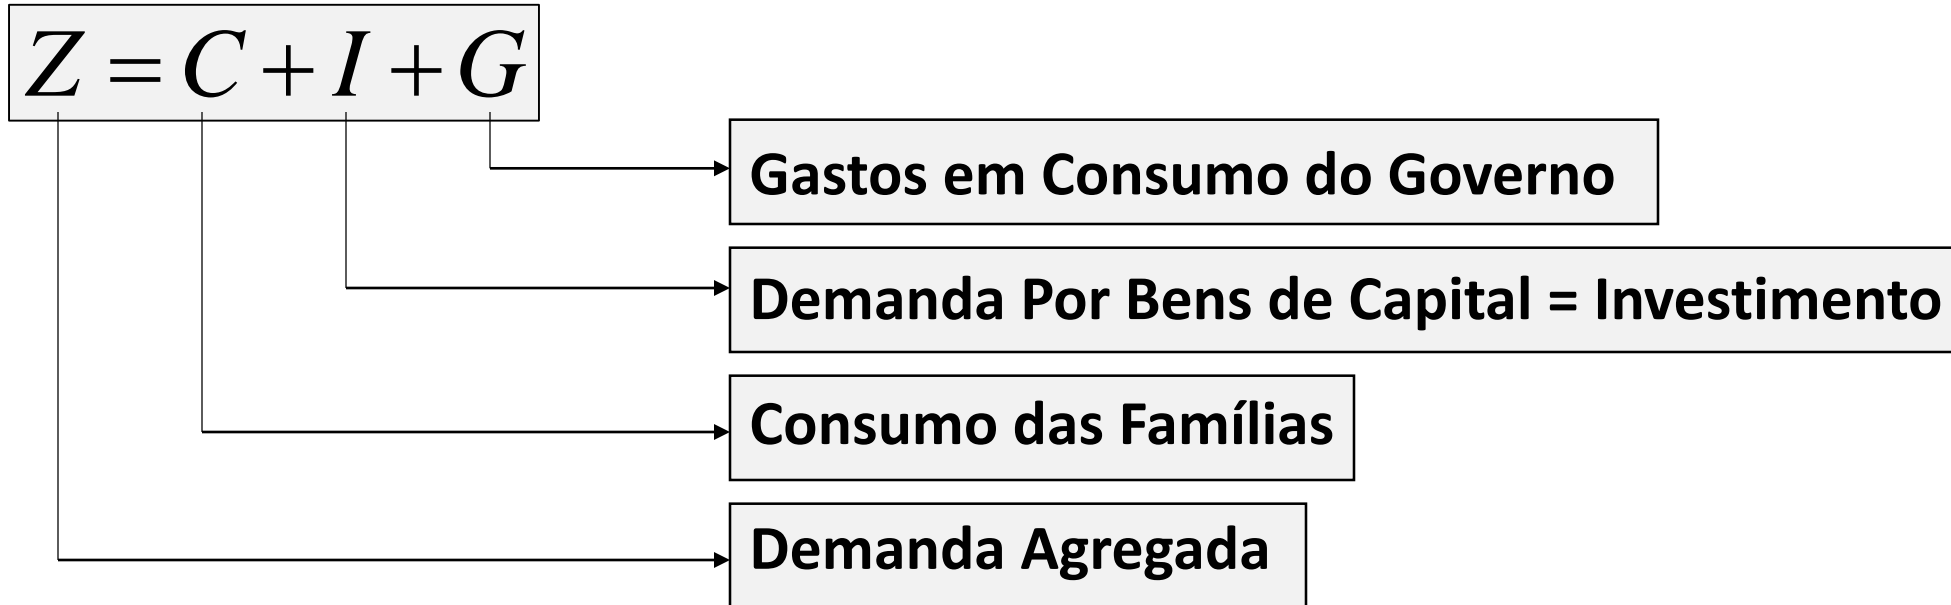 Z = C + I + G
Gastos em Consumo do Governo
Demanda Por Bens de Capital = Investimento
Consumo das Famílias
Demanda Agregada